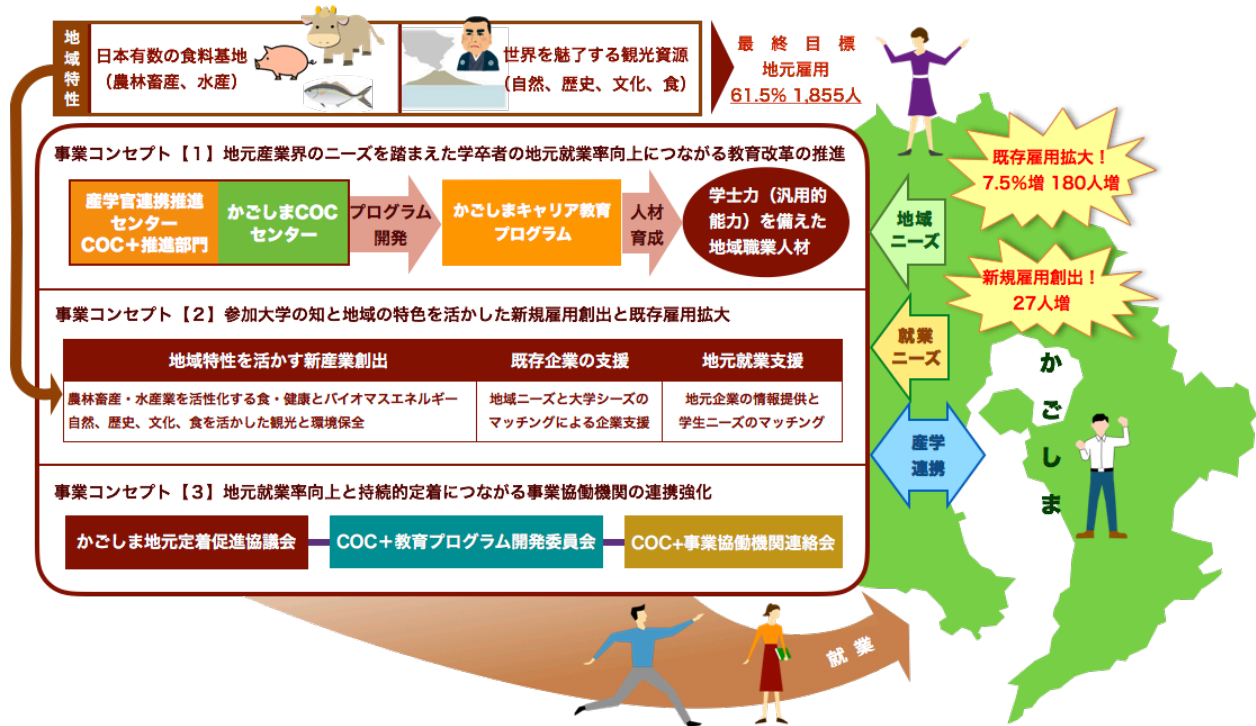 地域特性
日本有数の食料基地
（農林畜産、水産）
世界を魅了する観光資源
（自然、歴史、文化、食）
最終目標
地元雇用
61.5% 1,855人
事業コンセプト【１】地元産業界のニーズを踏まえた学卒者の地元就業率向上につながる教育改革の推進
産学官連携推進
センター
COC＋推進部門
かごしまCOC
センター
プログラム
開発
かごしまキャリア教育
プログラム
人材
育成
学士力（汎用的
能力）を備えた
地域職業人材
事業コンセプト【２】参加大学の知と地域の特色を活かした新規雇用創出と既存雇用拡大
地域特性を活かす新産業創出
既存企業の支援
地元就業支援
農林畜産・水産業を活性化する食・健康とバイオマスエネルギー
自然、歴史、文化、食を活かした観光と環境保全
地域ニーズと大学シーズの
マッチングによる企業支援
地元企業の情報提供と
学生ニーズのマッチング
事業コンセプト【３】地元就業率向上と持続的定着につながる事業協働機関の連携強化
かごしま地元定着促進協議会
COC＋教育プログラム開発委員会
COC+事業協働機関連絡会
地域
ニーズ
就業
ニーズ
産学
連携
既存雇用拡大！
7.5%増 180人増
新規雇用創出！
27人増
かごしま
就業